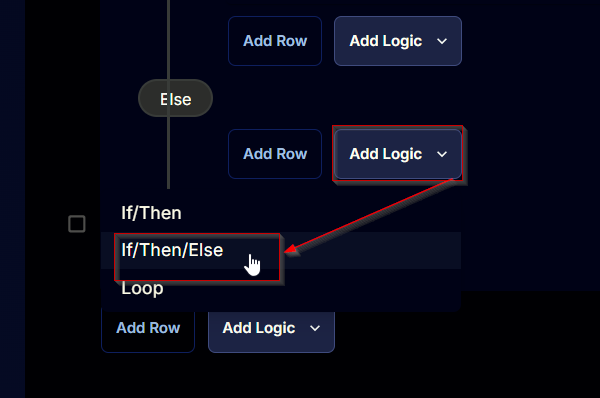 Add Row Add Logic
Else
Add Row Add Logic
If/Then
If/Then/Else
Loop
Add Row Add Logic